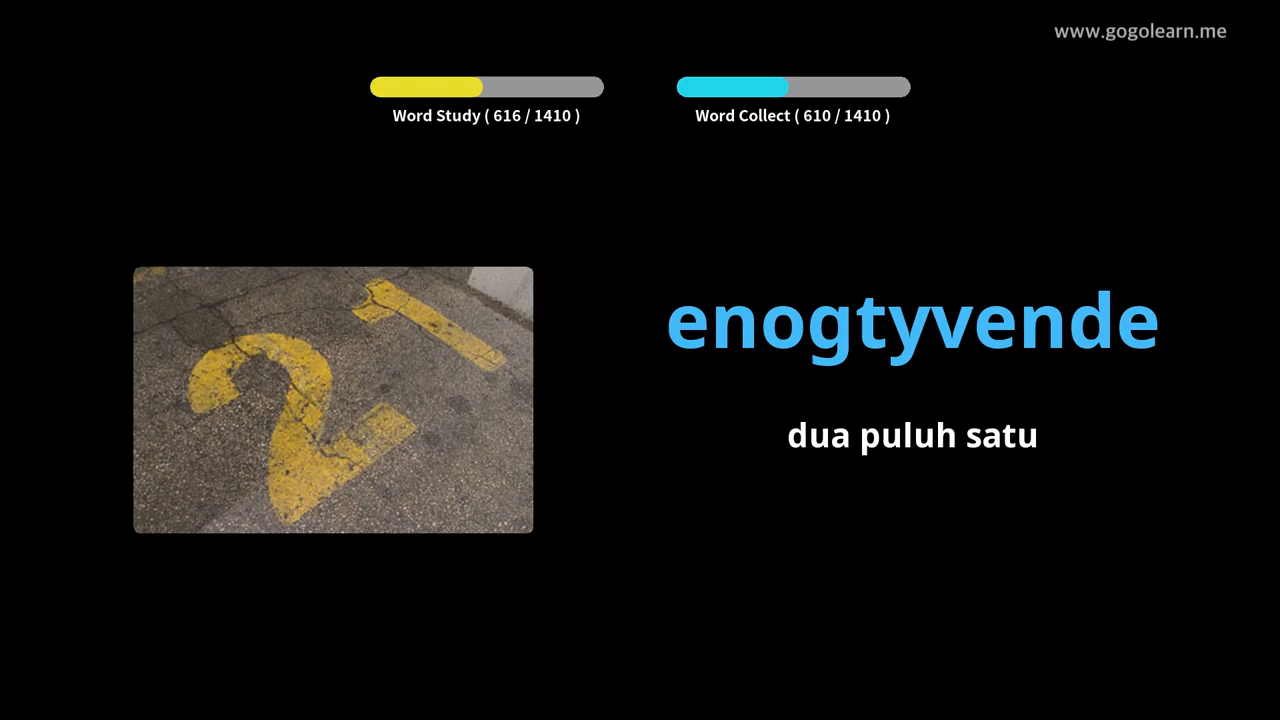 www.gogolearn.me
Word Study ( 616 / 1410 )
Word Collect ( 610 / 1410 )
21
enogtyvende
dua puluh satu